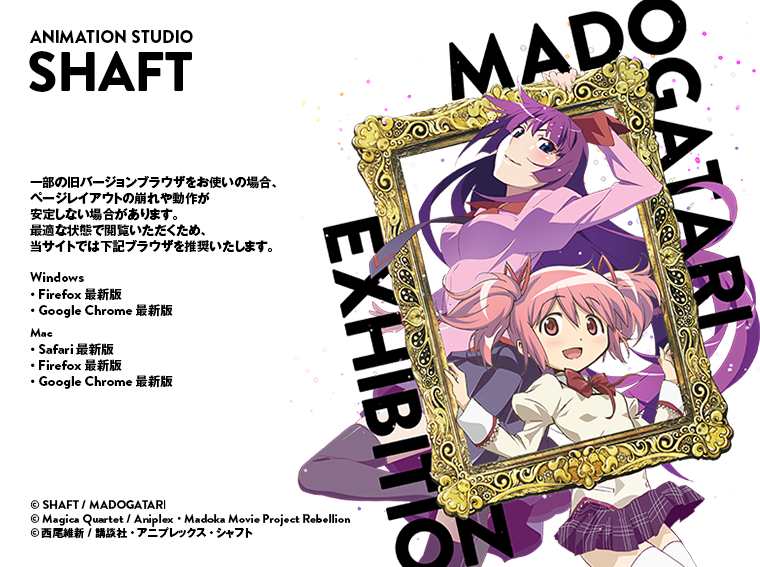 ANIMATION STUDIO
SHAFT
MADOGATARI
EXHIBITION
一部の旧バージョンブラウザをお使いの場合、
ページレイアウトの崩れや動作が
安定しない場合があります。
最適な状態で閲覧いただくため、
当サイトでは下記ブラウザを推奨いたします。
Windows
・Firefox 最新版
・Google Chrome 最新版
Mac
・Safari 最新版
・Firefox 最新版
・Google Chrome 最新版
© SHAFT / MADOGATARI
© Magica Quartet / Aniplex・Madoka Movie Project Rebellion
© 西尾維新 / 講談社・アニプレックス・シャフト